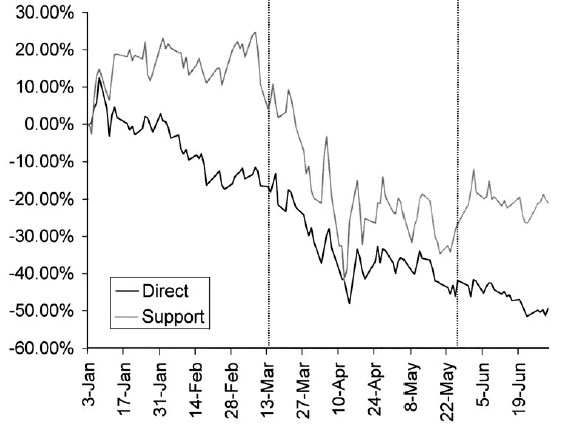 30.00%
20.00%
10.00%
0.00%
-10.00%
-20.00%
-30.00%
-40.00%
-50.00%
-60.00%
Direct
Support
3-Jan
17-Jan
31-Jan
14-Feb
28-Feb
13-Mar
27-Mar
10-Apr
24-Apr
8-May
22-May
5-Jun
19-Jun